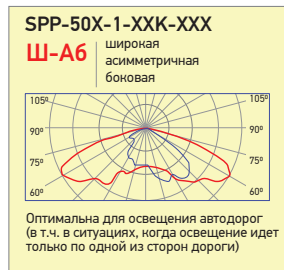 SPP-50X-1-XXK-XXX
Ш-А6
широкая
асимметричная
боковая
105º 105º
90º 90º
75º 75º
60º 60º
Оптимальна для освещения автодорог
(в т.ч. в ситуациях, когда освещение идет
только по одной из сторон дороги)